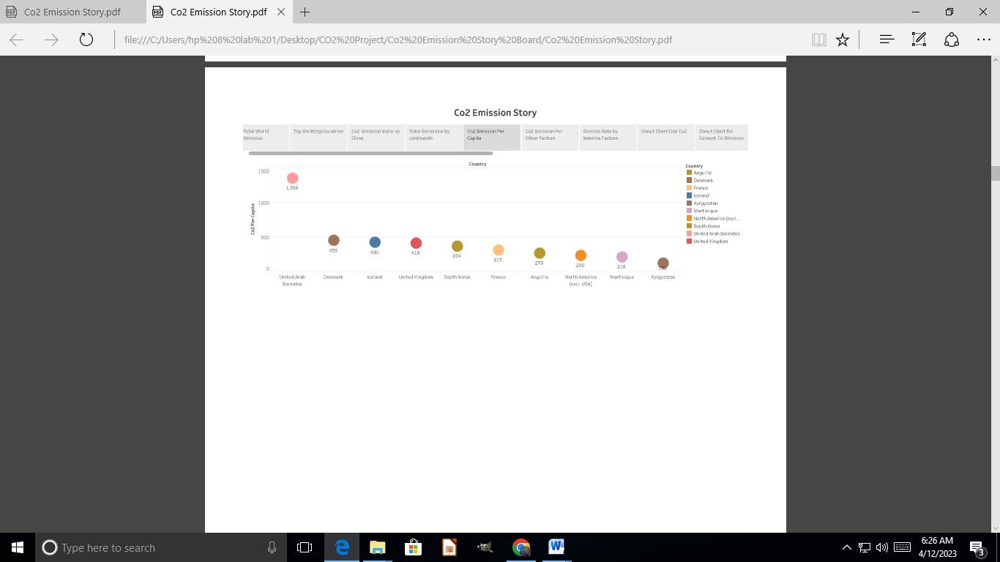 Co2 Emission Story.pdf
Co2 Emission Story.pdf
file:///C:/Users/hp%208%20lab%201/Desktop/CO2%20Project/Co2%20Emission%20Story%20Board/Co2%20Emission%20Story.pdf
Co2 Emission Story
Total World
Emission
Top Emitting Countries
Co2 Emission India vs
China
Total Emissions by
continents
Co2 Emission Per
Capita
Co2 Emission Per
Other Factors
Emision Rate by
Internla Factors
Donut Chart Coal Co2
Donut Chart for
Cement Co Emission
Country
Co2 Per Capita
1500
1000
500
0
1,356
459
430
418
374
317
273
240
218
United Arab
Emirates
Denmark
Iceland
United Kingdom
South Korea
France
Anguilla
North America
(excl. USA)
Martinique
Kyrgyzstan
Country
Anguilla
Denmark
France
Iceland
Kyrgyzstan
Martinique
North America (excl...
South Korea
United Arab Emirates
United Kingdom
Type here to search
6:26 AM
4/12/2023
3